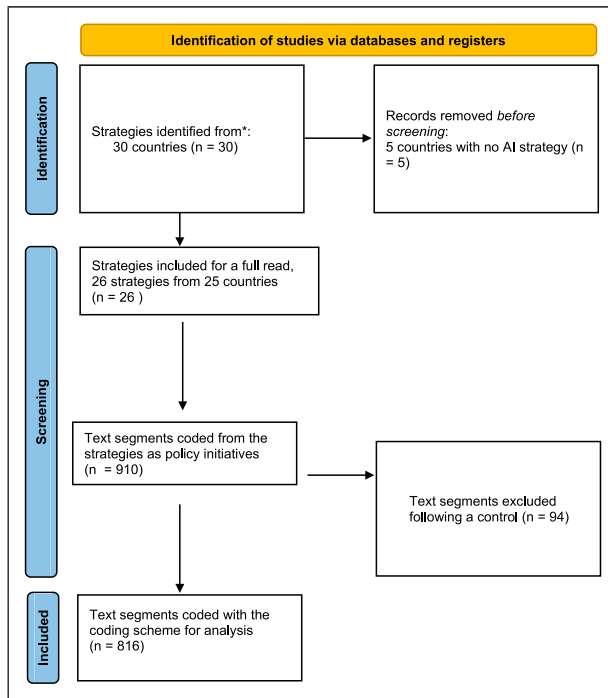 Identification of studies via databases and registers
Identification
Strategies identified from*:
30 countries (n = 30)
Records removed before
screening:
5 countries with no AI strategy (n
= 5)
Screening
Strategies included for a full read,
26 strategies from 25 countries
(n = 26 )
Text segments coded from the
strategies as policy initiatives
(n  = 910)
Text segments excluded
following a control (n = 94)
Included
Text segments coded with the
coding scheme for analysis
(n = 816)